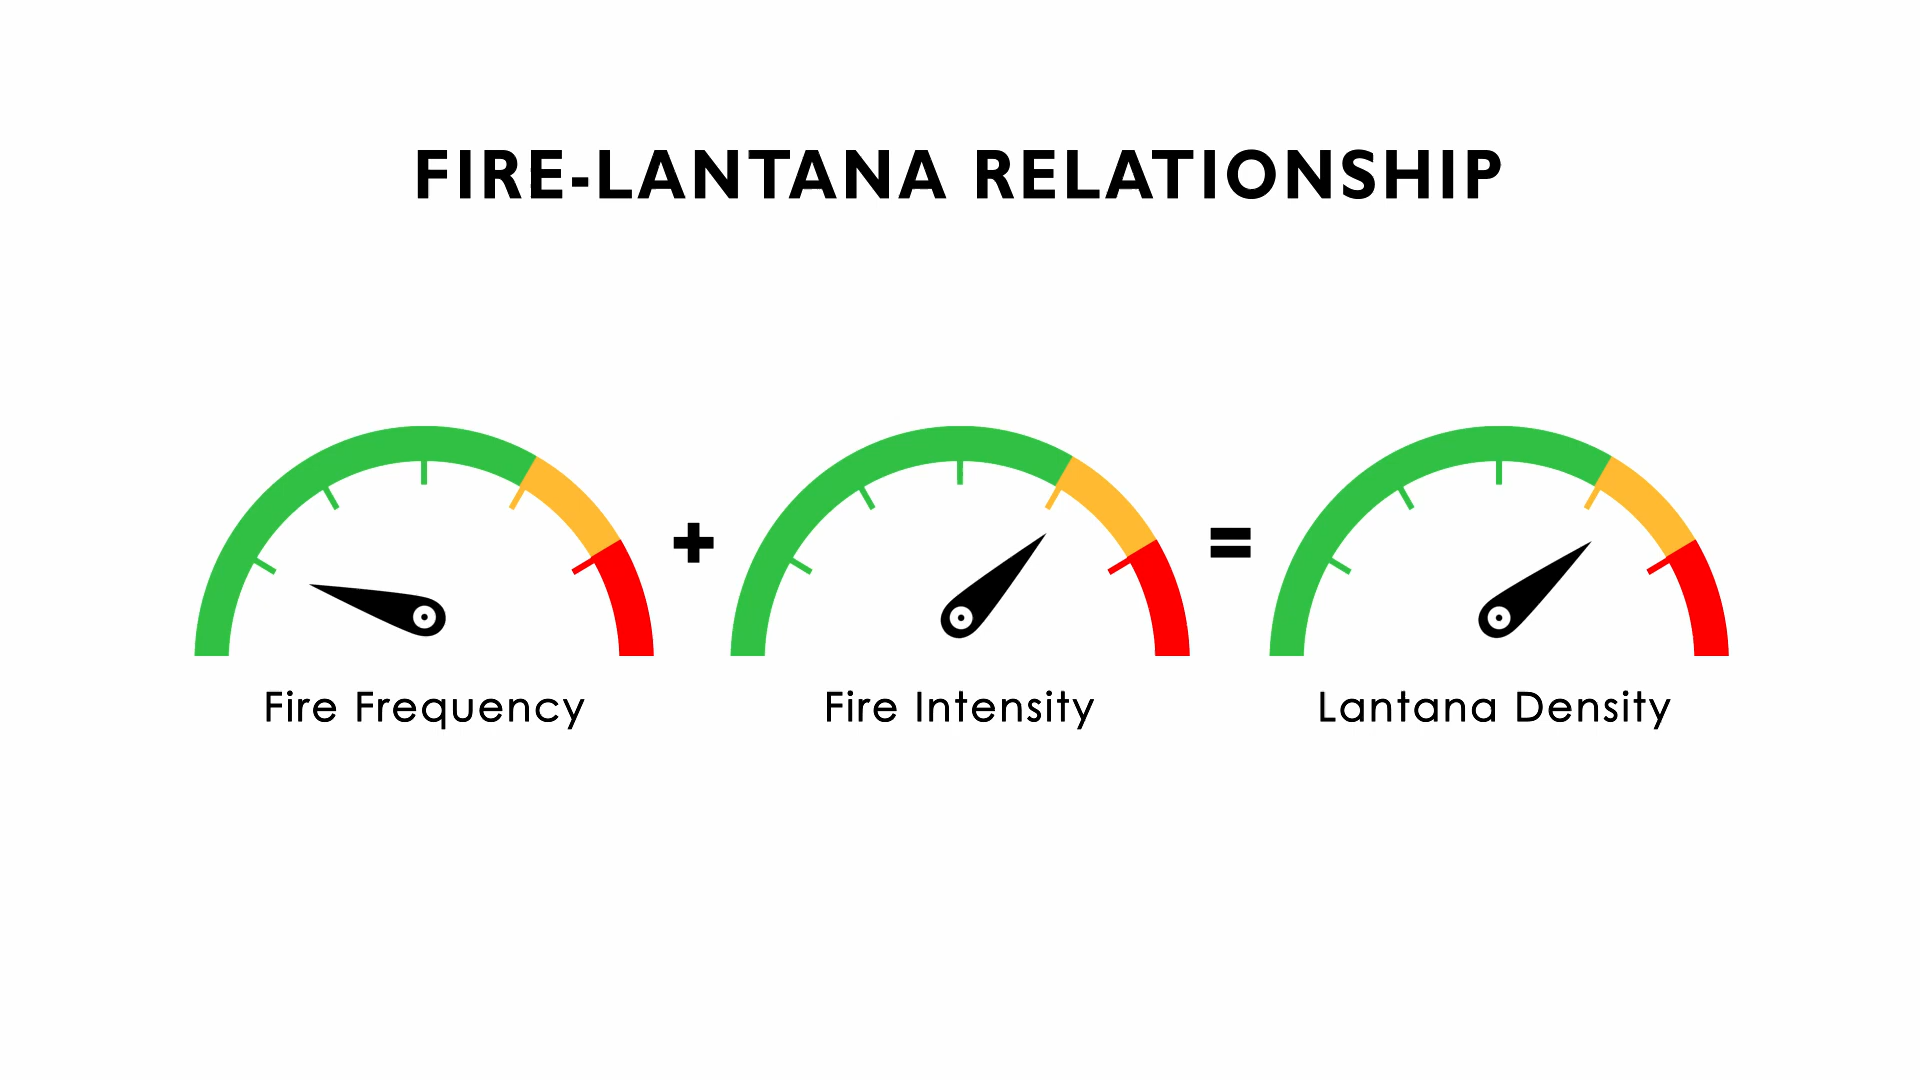 FIRE-LANTANA RELATIONSHIP
+
=
Fire Frequency
Fire Intensity
Lantana Density